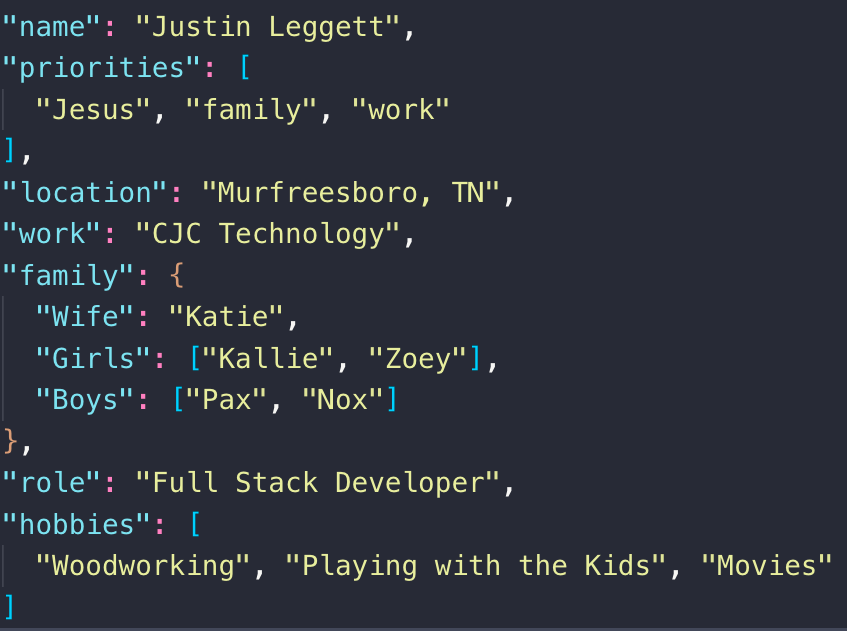 "name": "Justin Leggett",
"priorities": [
"Jesus", "family", "work"
],
"location": "Murfreesboro, TN",
"work": "CJC Technology",
"family": {
"Wife": "Katie",
"Girls": ["Kallie", "Zoey"],
"Boys": ["Pax", "Nox"]
},
"role": "Full Stack Developer",
"hobbies": [
"Woodworking", "Playing with the Kids", "Movies"
]